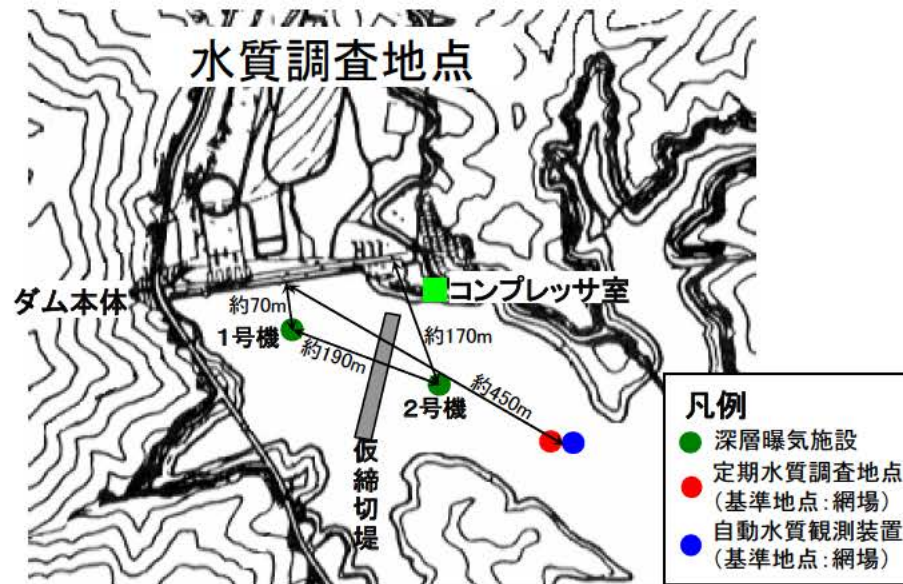 水質調査地点
ダム本体
コンプレッサ室
約70m
1号機
約190m
約170m
2号機
約450m
仮締切堤
凡例
深層曝気施設
定期水質調査地点
(基準地点:網場)
自動水質観測装置
(基準地点:網場)